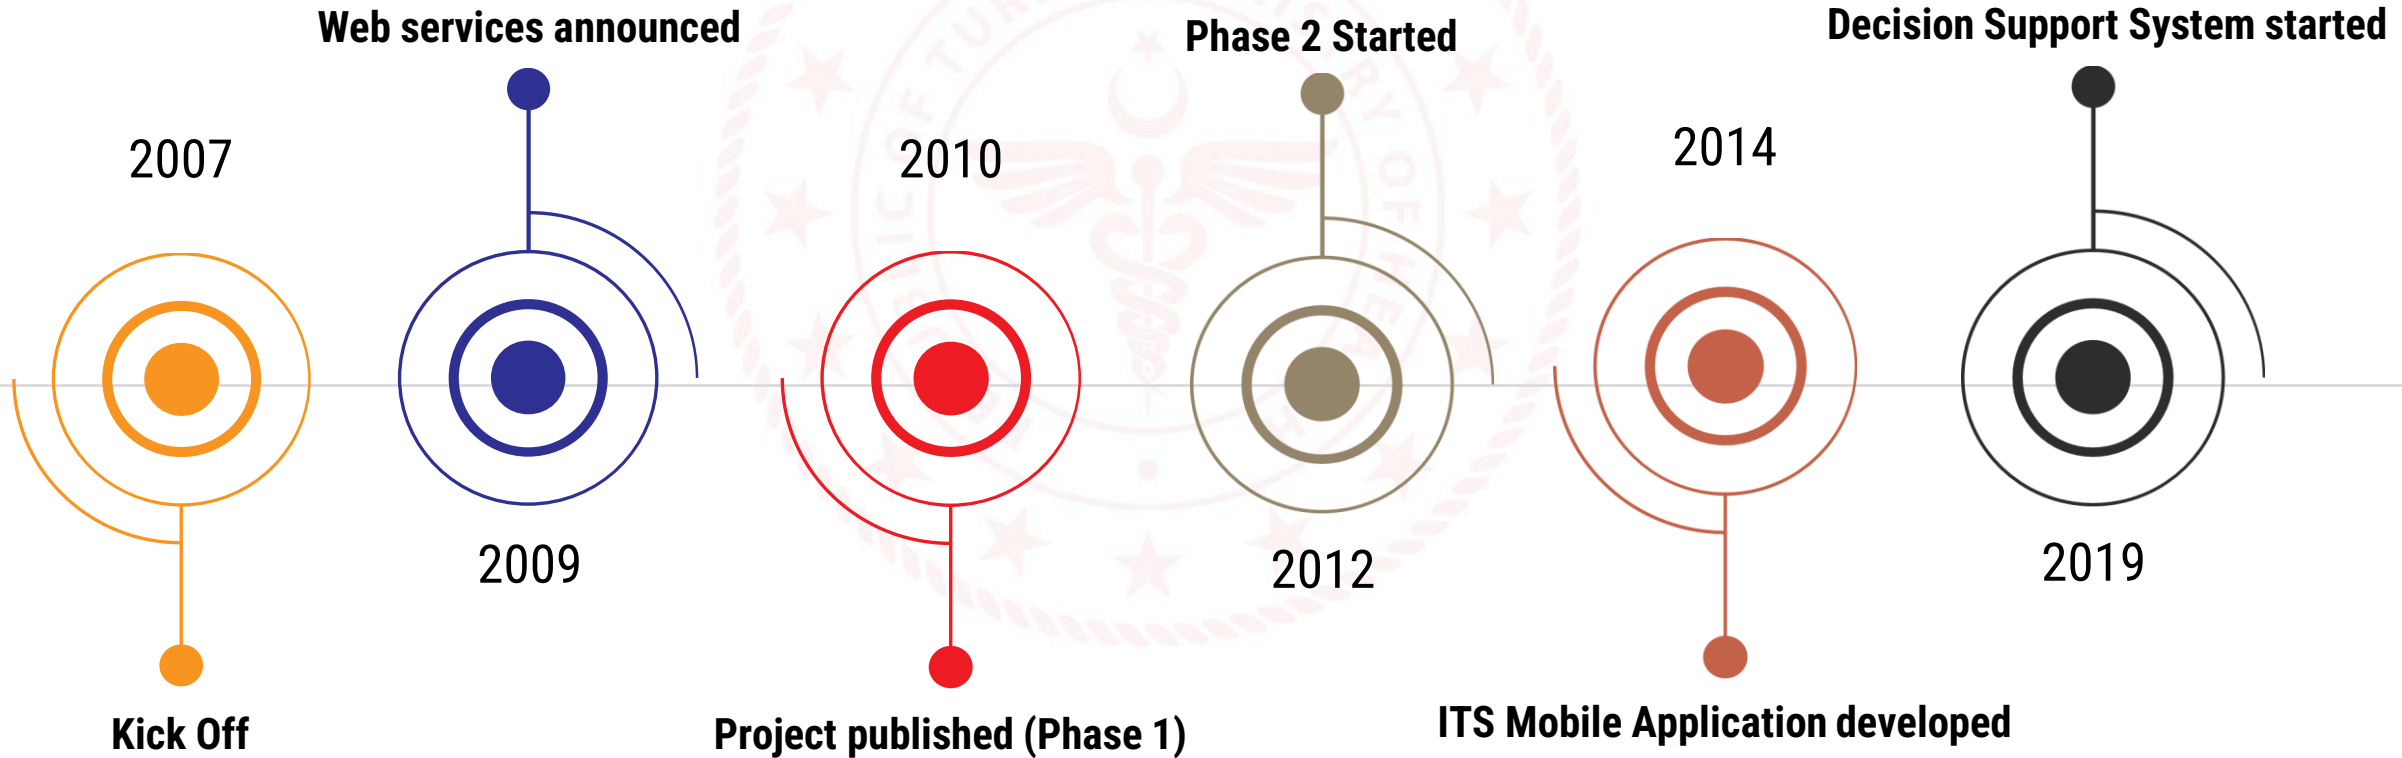 2007
Kick Off
Web services announced
2009
2010
Project published (Phase 1)
Phase 2 Started
2012
2014
ITS Mobile Application developed
Decision Support System started
2019